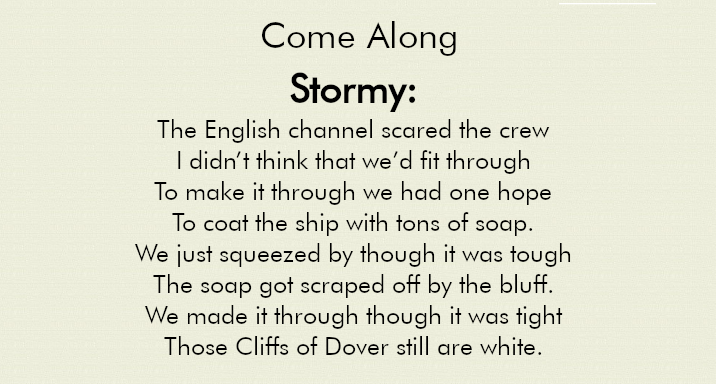 Come Along
Stormy:
The English channel scared the crew
I didn’t think that we’d fit through
To make it through we had one hope
To coat the ship with tons of soap.
We just squeezed by though it was tough
The soap got scraped off by the bluff.
We made it through though it was tight
Those Cliffs of Dover still are white.